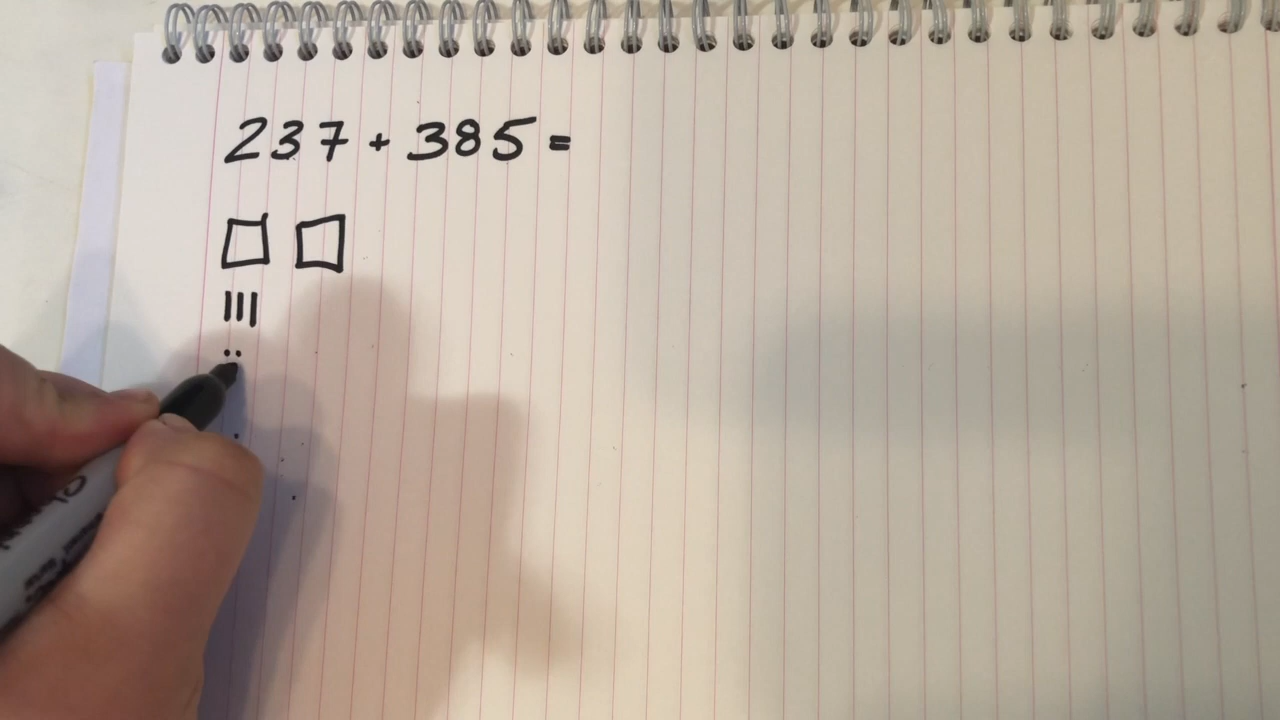 237 + 385 =